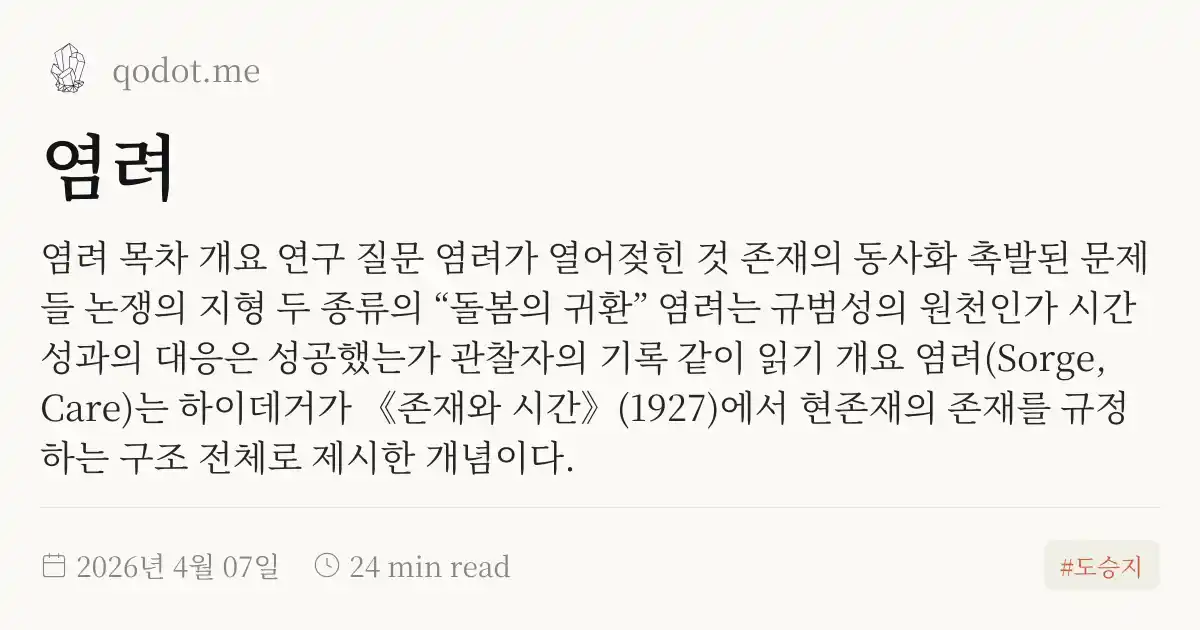 qodot.me
염려
염려 목차 개요 연구 질문 염려가 열어젖힌 것 존재의 동사화 촉발된 문제
들 논쟁의 지형 두 종류의 “돌봄의 귀환” 염려는 규범성의 원천인가 시간
성과의 대응은 성공했는가 관찰자의 기록 같이 읽기 개요 염려(Sorge,
Care)는 하이데거가 《존재와 시간》(1927)에서 현존재의 존재를 규정
하는 구조 전체로 제시한 개념이다.
2026년 4월 07일 24 min read #도승지